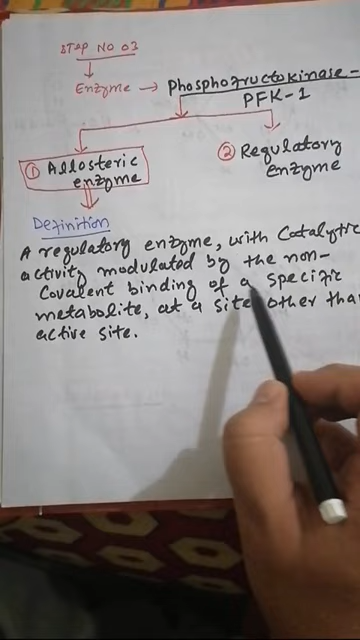 STEP NO 03
Enzyme → Phosphofructokinase-
PFK-1
① Allosteric
enzyme
② Regulatory
enzyme
Definition
A regulatory enzyme, with Catalytic
activity modulated by the non-
Covalent binding of a specific
metabolite, at a site other than
active site.